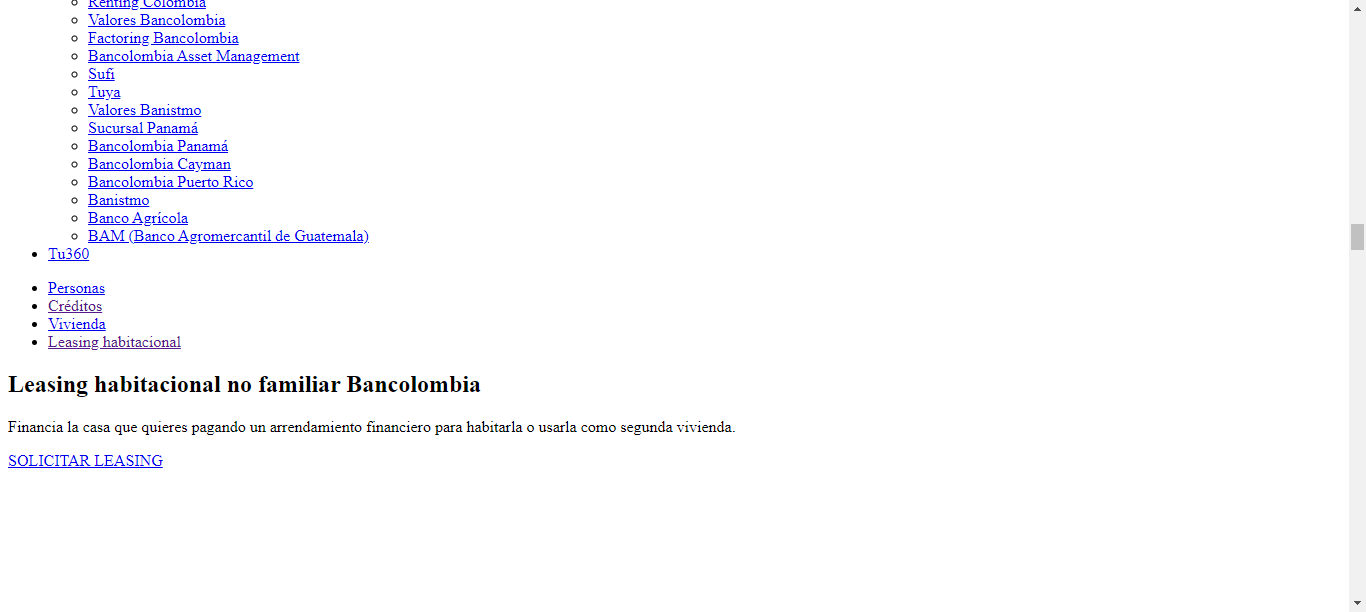 Renting Colombia
Valores Bancolombia
Factoring Bancolombia
Bancolombia Asset Management
Sufi
Tuya
Valores Banistmo
Sucursal Panamá
Bancolombia Panamá
Bancolombia Cayman
Bancolombia Puerto Rico
Banistmo
Banco Agrícola
BAM (Banco Agromercantil de Guatemala)
Tu360
Personas
Créditos
Vivienda
Leasing habitacional
Leasing habitacional no familiar Bancolombia
Financia la casa que quieres pagando un arrendamiento financiero para habitarla o usarla como segunda vivienda.
SOLICITAR LEASING